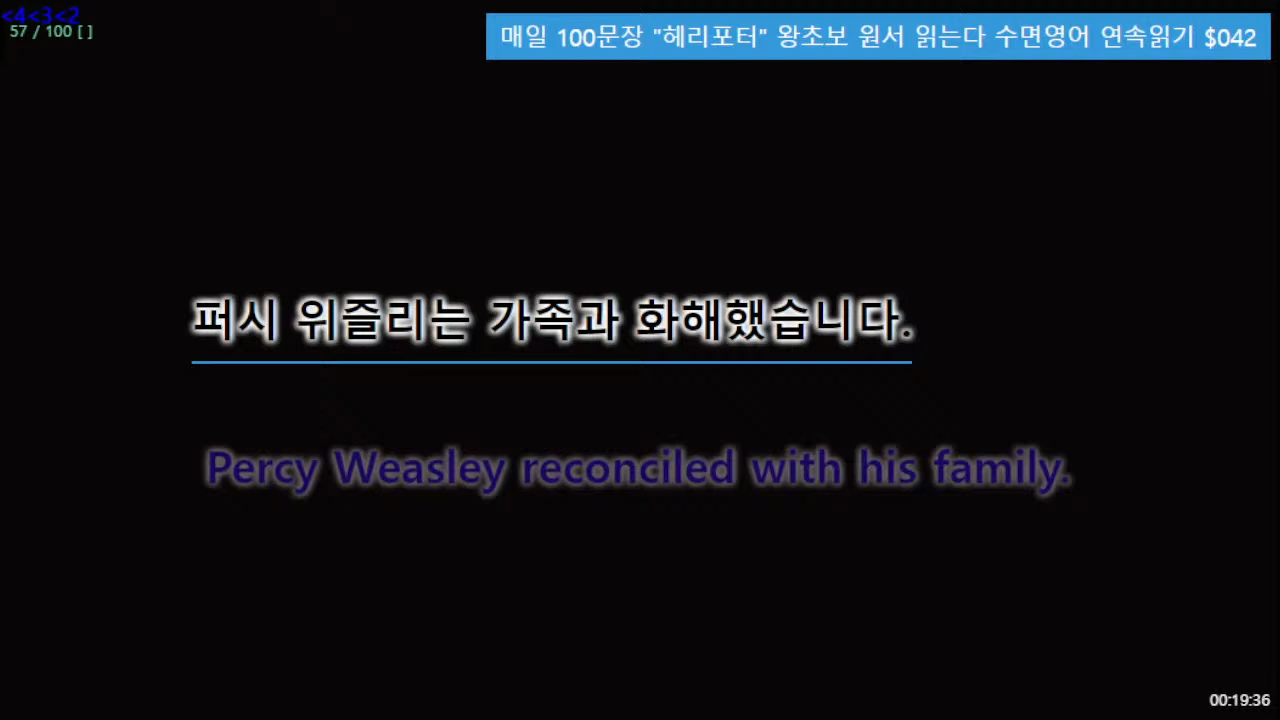 <4<3<2
57 / 100 [ ]
매일 100문장 "헤리포터" 왕초보 원서 읽는다 수면영어 연속읽기 $042
퍼시 위즐리는 가족과 화해했습니다.
Percy Weasley reconciled with his family.
00:19:36